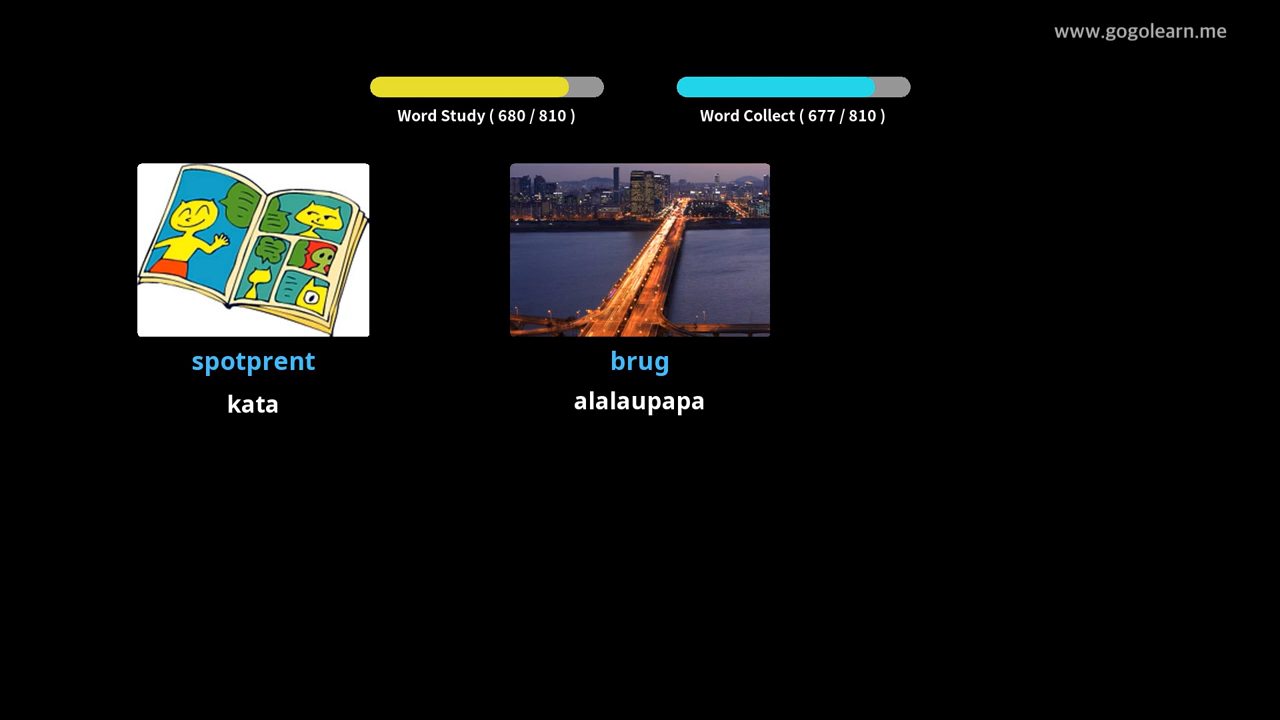 www.gogolearn.me
Word Study ( 680 / 810 )
Word Collect ( 677 / 810 )
spotprent
kata
brug
alalaupapa